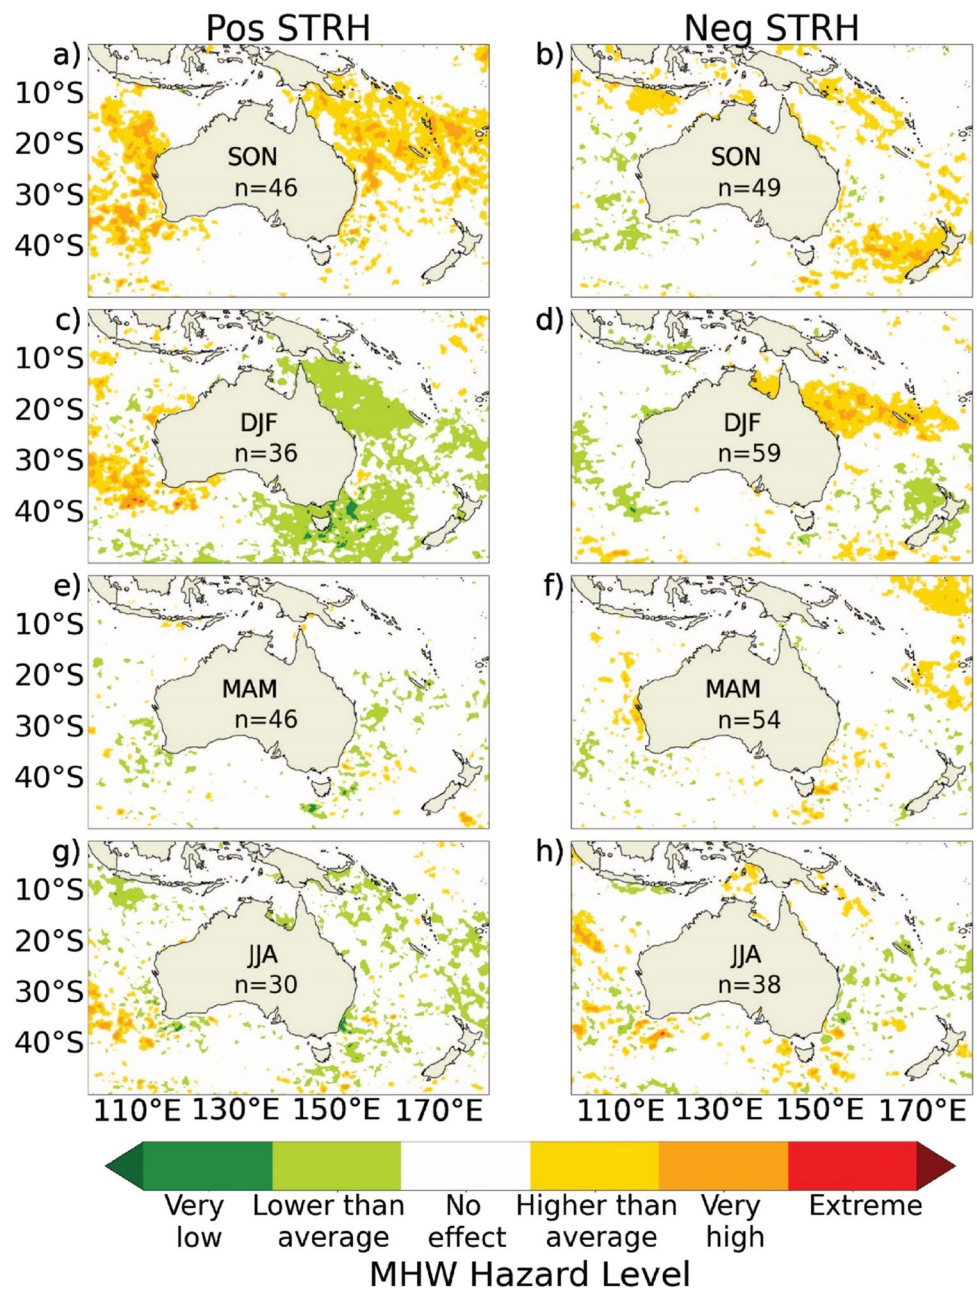 Pos STRH
Neg STRH
a)
10°S
20°S
30°S
40°S
SON
n=46
b)
SON
n=49
c)
10°S
20°S
30°S
40°S
DJF
n=36
d)
DJF
n=59
e)
10°S
20°S
30°S
40°S
MAM
n=46
f)
MAM
n=54
g)
10°S
20°S
30°S
40°S
JJA
n=30
h)
JJA
n=38
110°E 130°E 150°E 170°E
110°E 130°E 150°E 170°E
Very low
Lower than average
No effect
Higher than average
Very high
Extreme
MHW Hazard Level